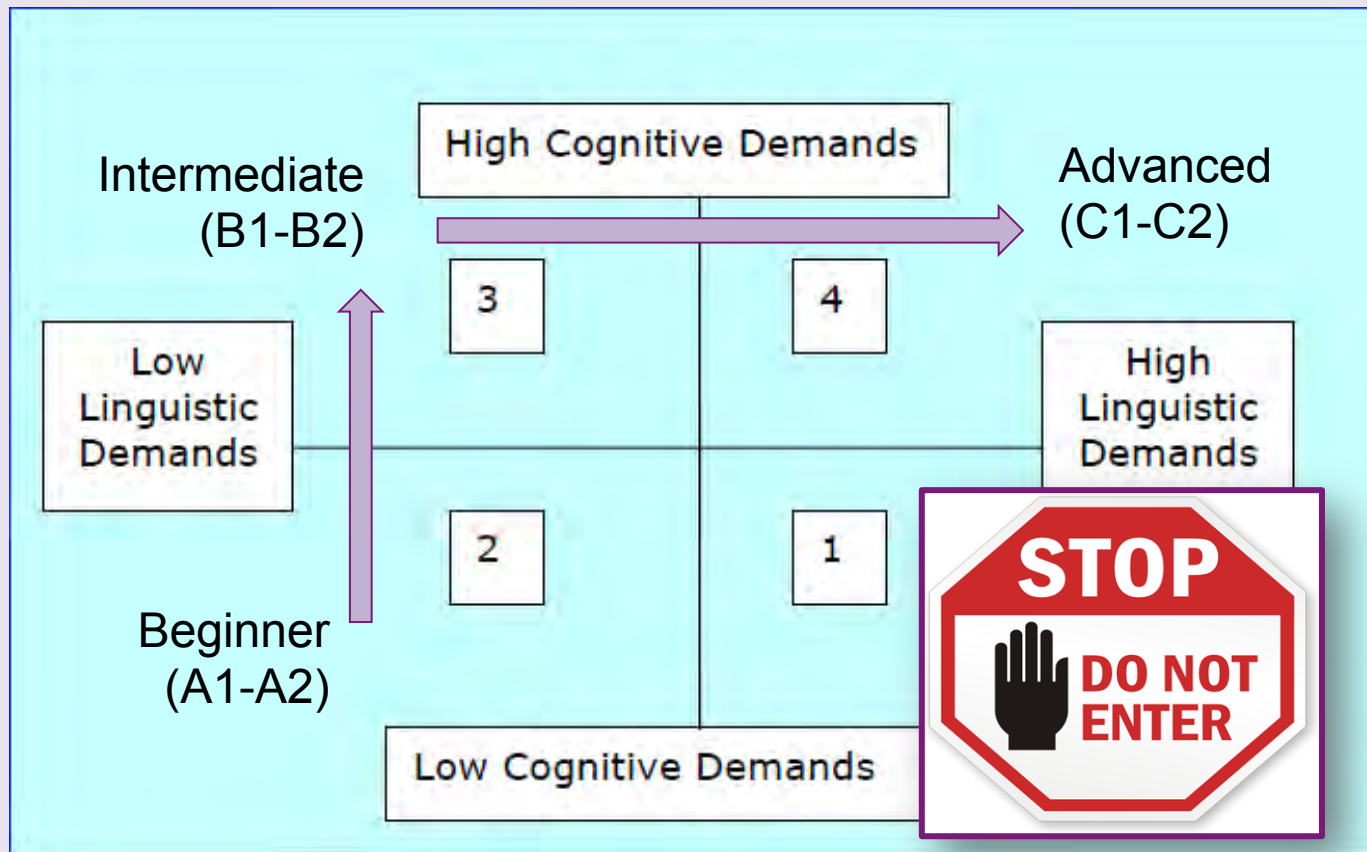 High Cognitive Demands
Intermediate
(B1-B2)
Advanced
(C1-C2)
3
4
Low
Linguistic
Demands
High
Linguistic
Demands
2
1
STOP
DO NOT
ENTER
Beginner
(A1-A2)
Low Cognitive Demands